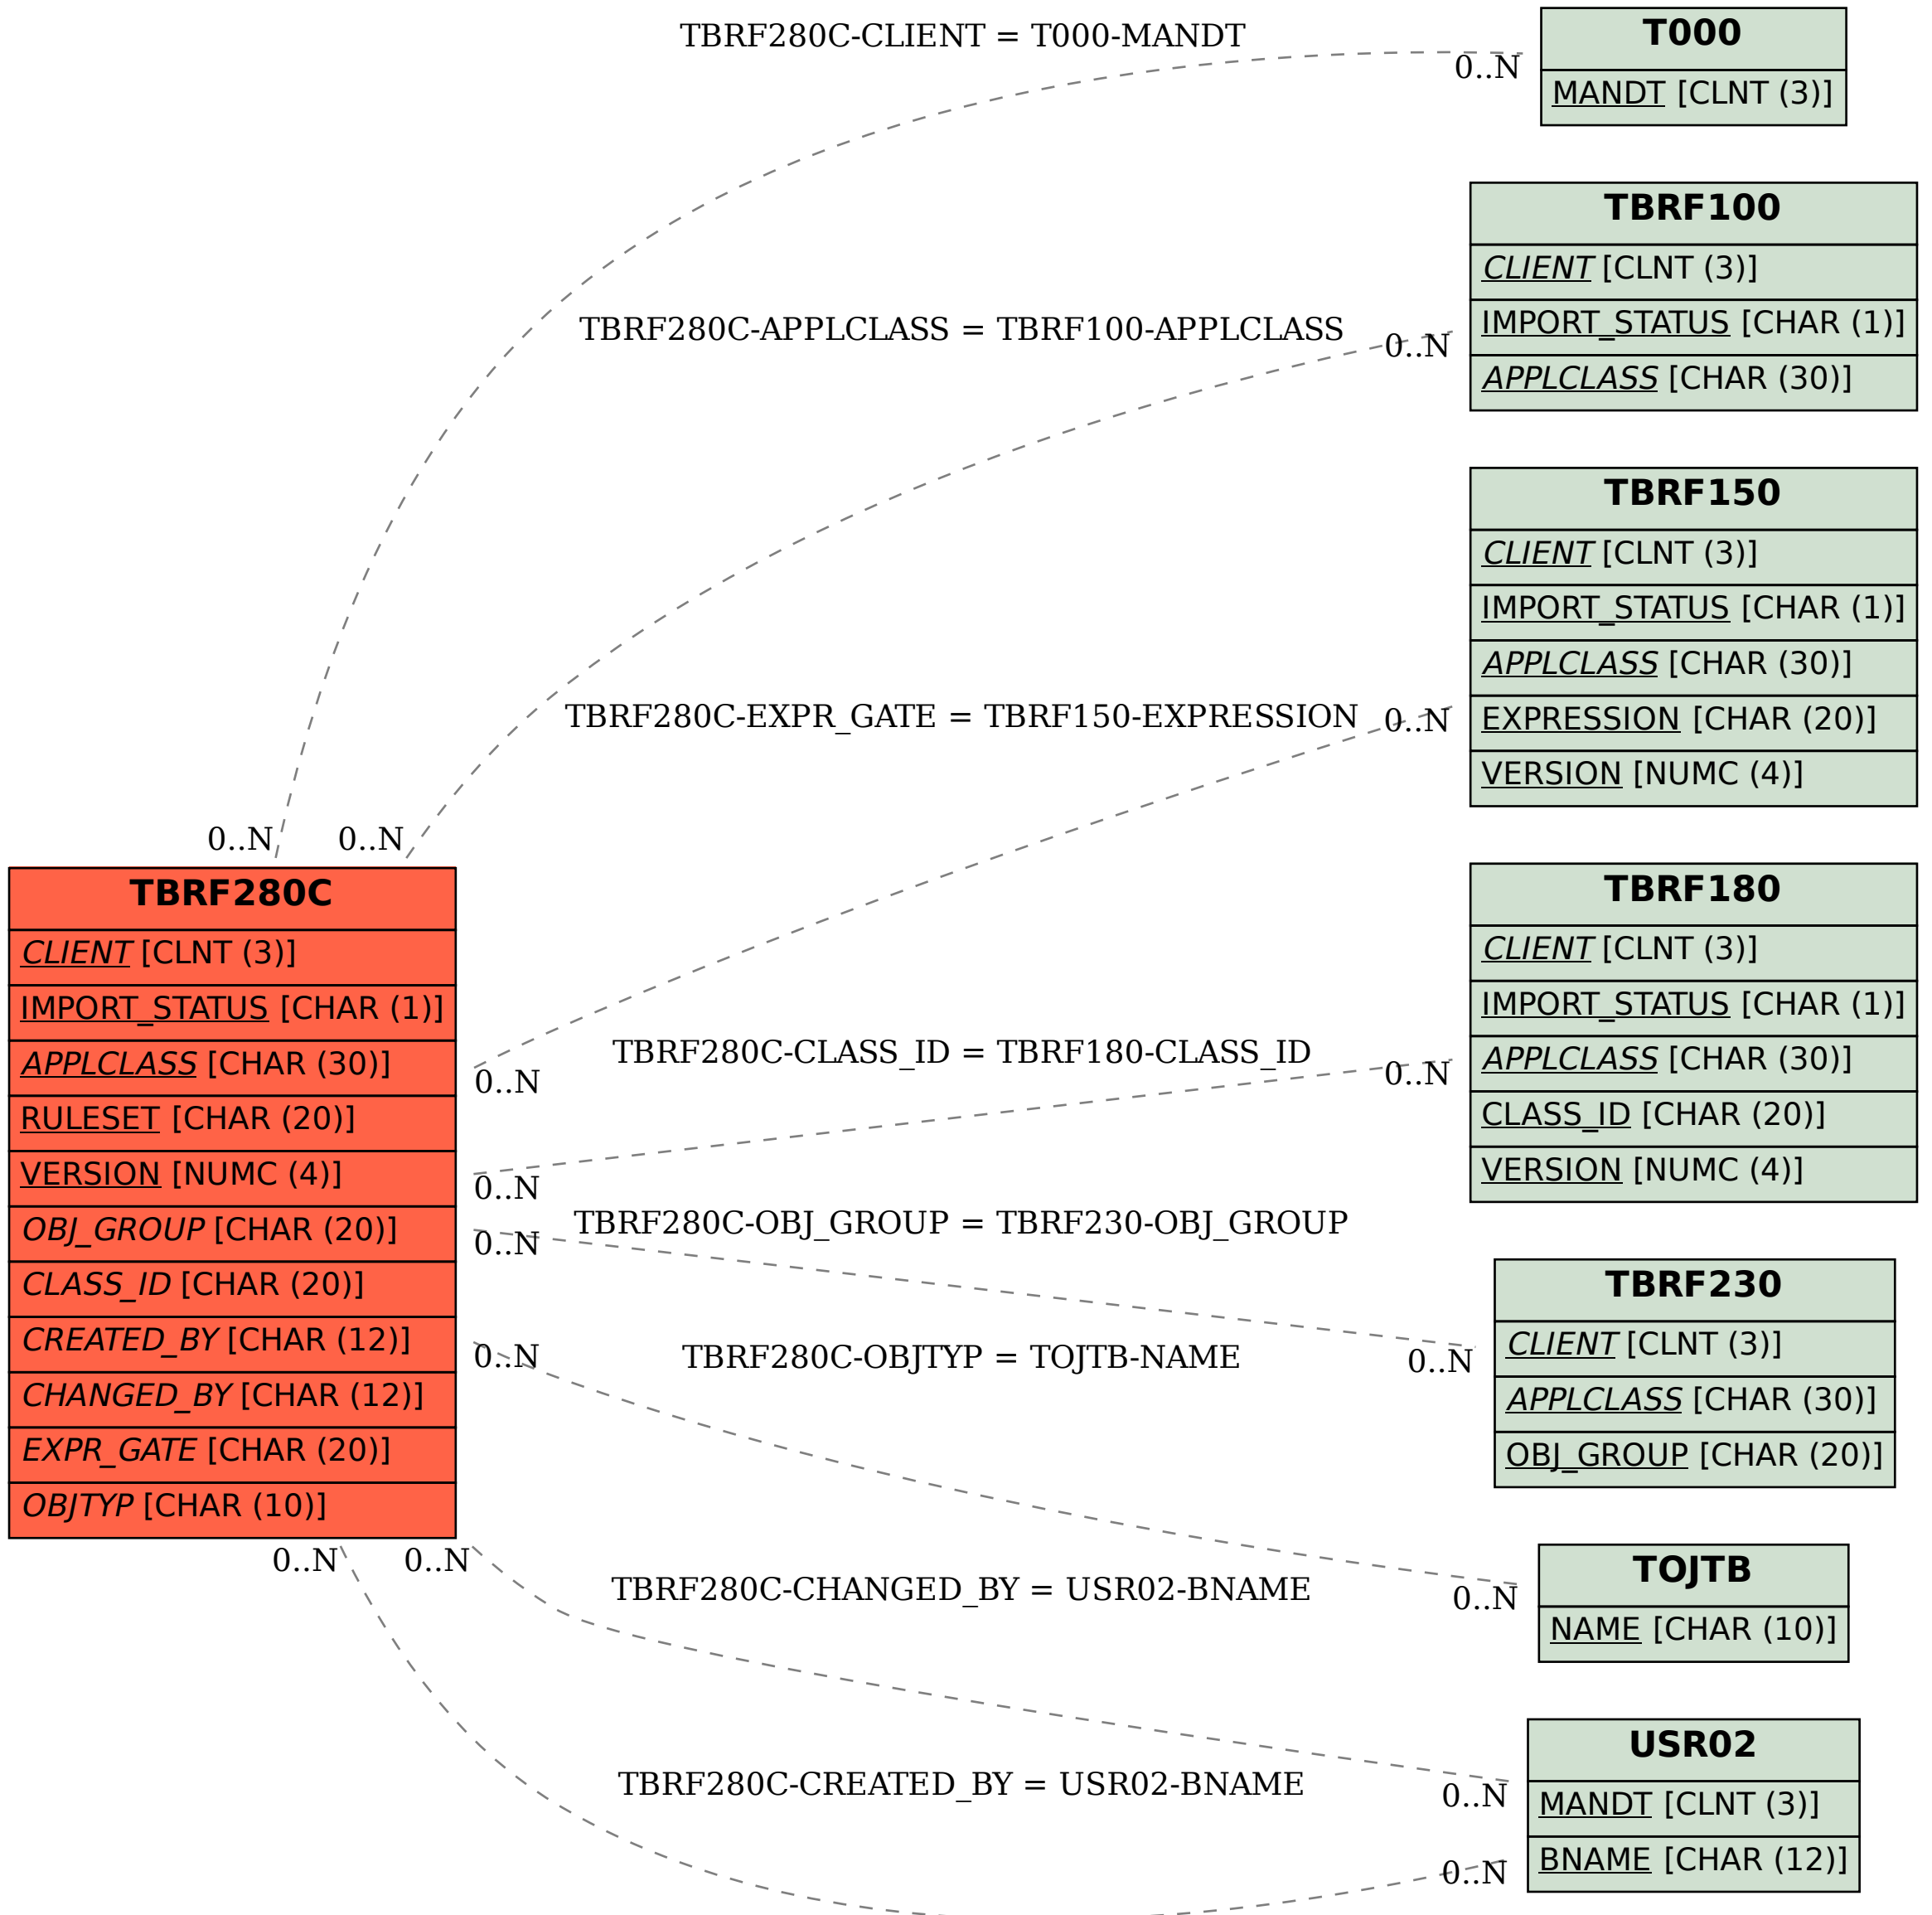 TBRF280C-CLIENT = T000-MANDT
0..N
T000
MANDT [CLNT (3)]
TBRF100
CLIENT [CLNT (3)]
IMPORT_STATUS [CHAR (1)]
APPLCLASS [CHAR (30)]
TBRF280C-APPLCLASS = TBRF100-APPLCLASS
0..N
TBRF150
CLIENT [CLNT (3)]
IMPORT_STATUS [CHAR (1)]
APPLCLASS [CHAR (30)]
EXPRESSION [CHAR (20)]
VERSION [NUMC (4)]
TBRF280C-EXPR_GATE = TBRF150-EXPRESSION
0..N
0..N
0..N
TBRF280C
CLIENT [CLNT (3)]
IMPORT_STATUS [CHAR (1)]
APPLCLASS [CHAR (30)]
RULESET [CHAR (20)]
VERSION [NUMC (4)]
OBJ_GROUP [CHAR (20)]
CLASS_ID [CHAR (20)]
CREATED_BY [CHAR (12)]
CHANGED_BY [CHAR (12)]
EXPR_GATE [CHAR (20)]
OBJTYP [CHAR (10)]
TBRF180
CLIENT [CLNT (3)]
IMPORT_STATUS [CHAR (1)]
APPLCLASS [CHAR (30)]
CLASS_ID [CHAR (20)]
VERSION [NUMC (4)]
0..N
TBRF280C-CLASS_ID = TBRF180-CLASS_ID
0..N
0..N
0..N
TBRF280C-OBJ_GROUP = TBRF230-OBJ_GROUP
TBRF230
CLIENT [CLNT (3)]
APPLCLASS [CHAR (30)]
OBJ_GROUP [CHAR (20)]
0..N
TBRF280C-OBJTYP = TOJTB-NAME
0..N
0..N
0..N
TBRF280C-CHANGED_BY = USR02-BNAME
0..N
TOJTB
NAME [CHAR (10)]
USR02
MANDT [CLNT (3)]
BNAME [CHAR (12)]
TBRF280C-CREATED_BY = USR02-BNAME
0..N
0..N